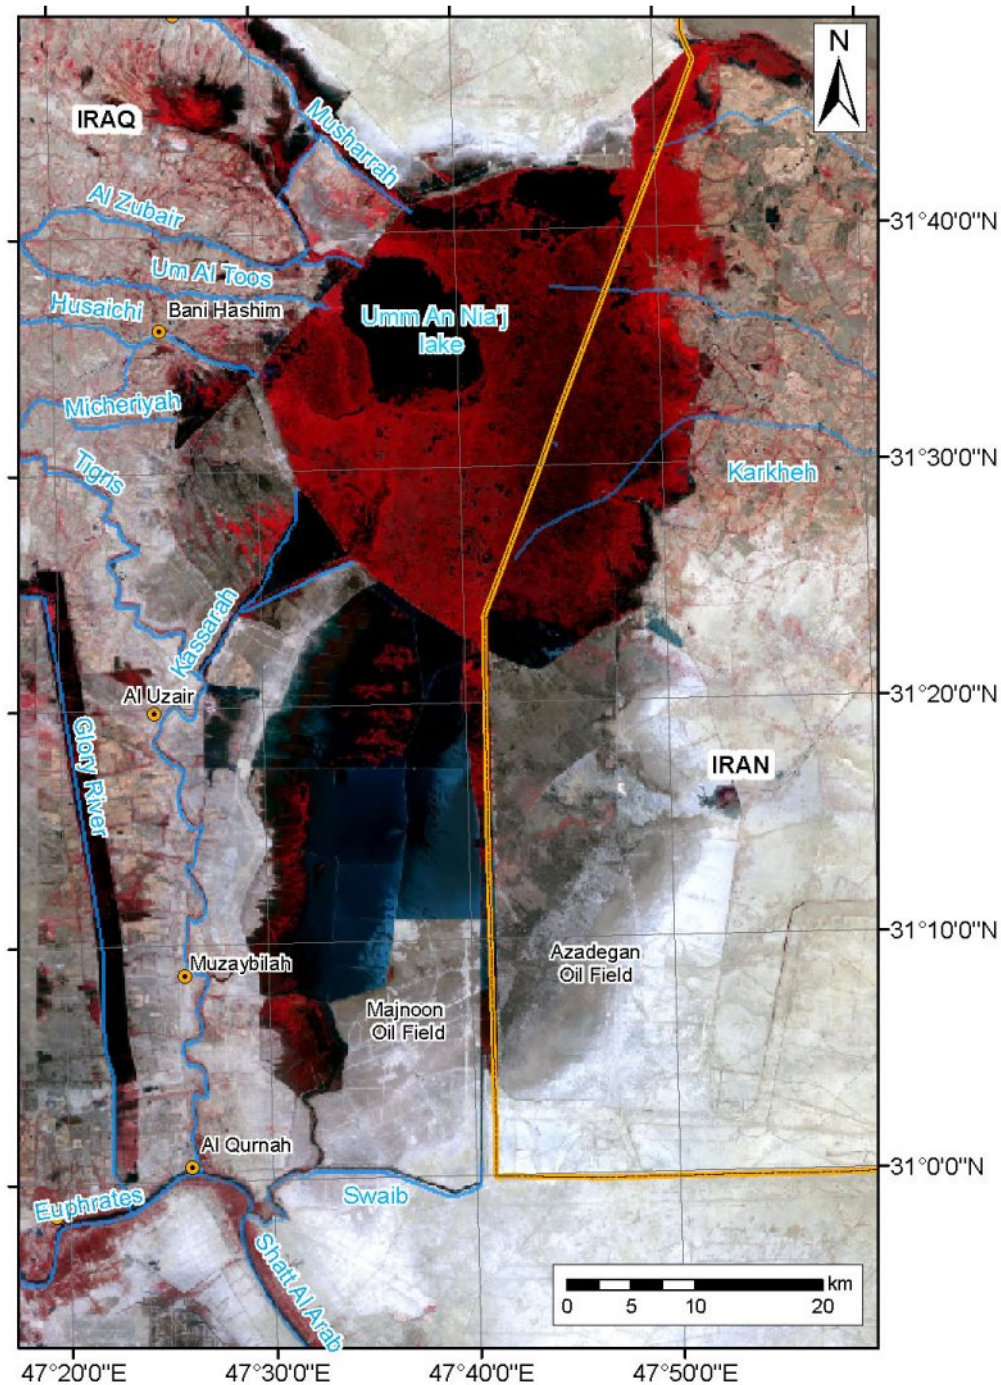 N
IRAQ
Musharrah
Al Zubair
31°40'0"N
Um Al Toos
Husaichi
Bani Hashim
Umm An Nia'j
lake
Micheriyah
Tigris
31°30'0"N
Karkheh
Kassarah
Al Uzair
31°20'0"N
Glory River
IRAN
31°10'0"N
Azadegan
Oil Field
Muzaybilah
Majnoon
Oil Field
Al Qurnah
31°0'0"N
Euphrates
Swaib
Shatt Al Arab
km
0 5 10 20
47°20'0"E 47°30'0"E 47°40'0"E 47°50'0"E